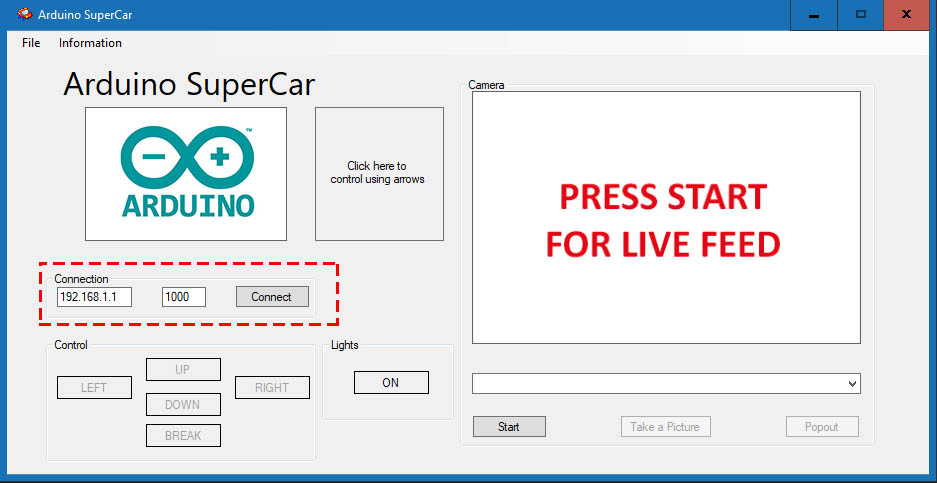 Arduino SuperCar
File Information
Arduino SuperCar
ARDUINO
TM
Click here to
control using arrows
Camera
PRESS START
FOR LIVE FEED
Connection
192.168.1.1 1000 Connect
Control
UP
LEFT RIGHT
DOWN
BREAK
Lights
ON
Start Take a Picture Popout